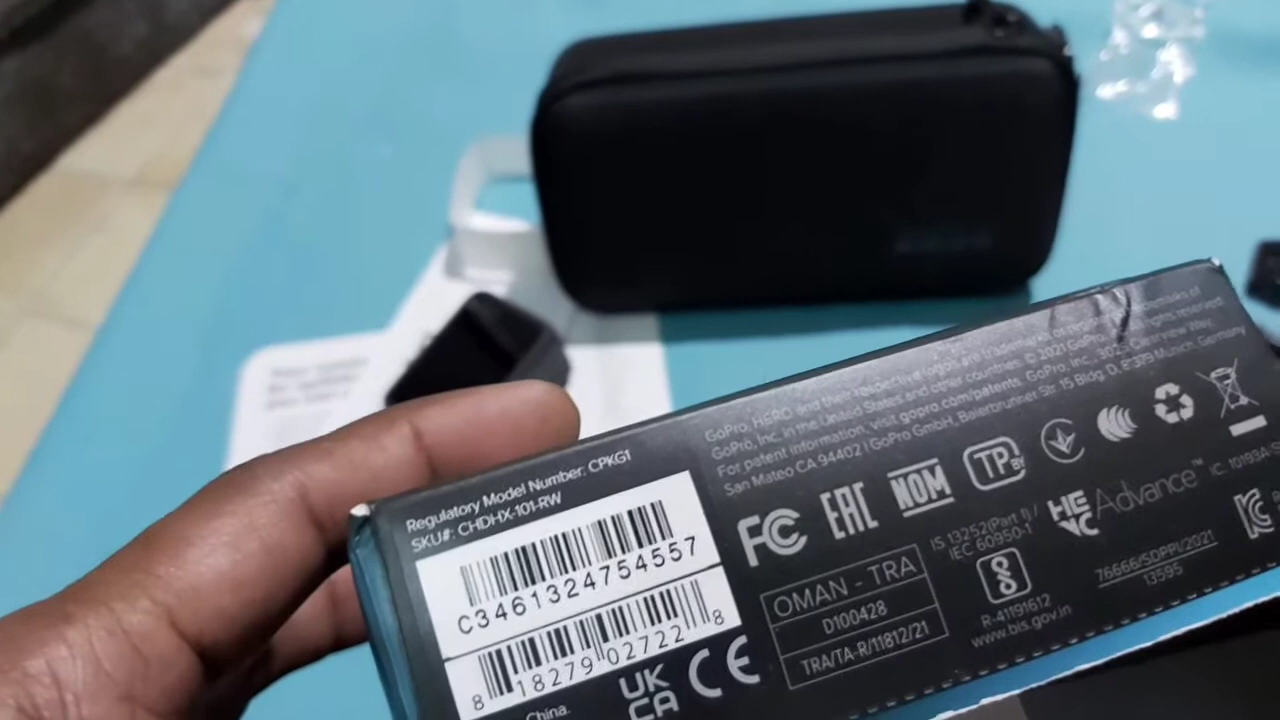 Regulatory Model Number: CPKG1
SKU#: CHDHX-101-RW
C3461324754557
8 18279 02722 8
China.
UK
CA
CE
GoPro, HERO and their respective logos are trademarks of
GoPro, Inc. in the United States and other countries. © 2021 GoPro, Inc. All rights reserved.
For patent information, visit gopro.com/patents. GoPro, Inc., 3025 Clearview Way,
San Mateo CA 94402 | GoPro GmbH, Baierbrunner Str. 15 Bldg. D, 81379 Munich, Germany
FC
EAC
NOM
TP
BY
OMAN - TRA
D100428
TRA/TA-R/11812/21
IS 13252(Part 1)/
IEC 60950-1
R-41191612
www.bis.gov.in
HEVC Advance™
76666/SDPPI/2021
13595
IC: 10193A-